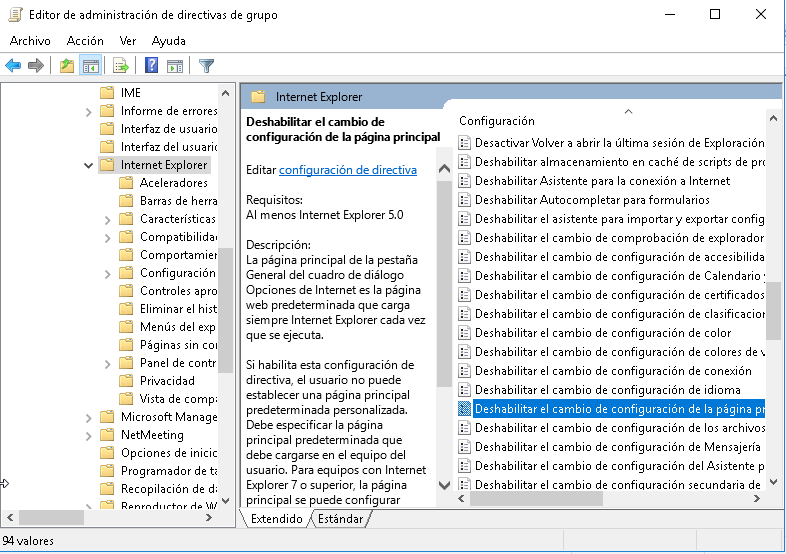 Editor de administración de directivas de grupo
Archivo Acción Ver Ayuda
IME
Informe de errores
Interfaz de usuario
Interfaz del usuario
Internet Explorer
Aceleradores
Barras de herra
Características
Compatibilida
Comportamien
Configuración
Controles apro
Eliminar el hist
Menús del exp
Páginas sin con
Panel de contr
Privacidad
Vista de compa
Microsoft Manage
NetMeeting
Opciones de inicio
Programador de ta
Recopilación de da
Reproductor de W
Internet Explorer
Deshabilitar el cambio de
configuración de la página principal
Editar configuración de directiva
Requisitos:
Al menos Internet Explorer 5.0
Descripción:
La página principal de la pestaña
General del cuadro de diálogo
Opciones de Internet es la página
web predeterminada que carga
siempre Internet Explorer cada vez
que se ejecuta.
Si habilita esta configuración de
directiva, el usuario no puede
establecer una página principal
predeterminada personalizada.
Debe especificar la página
principal predeterminada que
debe cargarse en el equipo del
usuario. Para equipos con Internet
Explorer 7 o superior, la página
principal se puede configurar
Configuración
Desactivar Volver a abrir la última sesión de Exploración
Deshabilitar almacenamiento en caché de scripts de pro
Deshabilitar Asistente para la conexión a Internet
Deshabilitar Autocompletar para formularios
Deshabilitar el asistente para importar y exportar config
Deshabilitar el cambio de comprobación de explorador
Deshabilitar el cambio de configuración de accesibilida
Deshabilitar el cambio de configuración de Calendario y
Deshabilitar el cambio de configuración de certificados
Deshabilitar el cambio de configuración de clasificacion
Deshabilitar el cambio de configuración de color
Deshabilitar el cambio de configuración de colores de v
Deshabilitar el cambio de configuración de conexión
Deshabilitar el cambio de configuración de idioma
Deshabilitar el cambio de configuración de la página pr
Deshabilitar el cambio de configuración de los archivos
Deshabilitar el cambio de configuración de Mensajería
Deshabilitar el cambio de configuración del Asistente p
Deshabilitar el cambio de configuración secundaria de
Extendido Estándar
94 valores